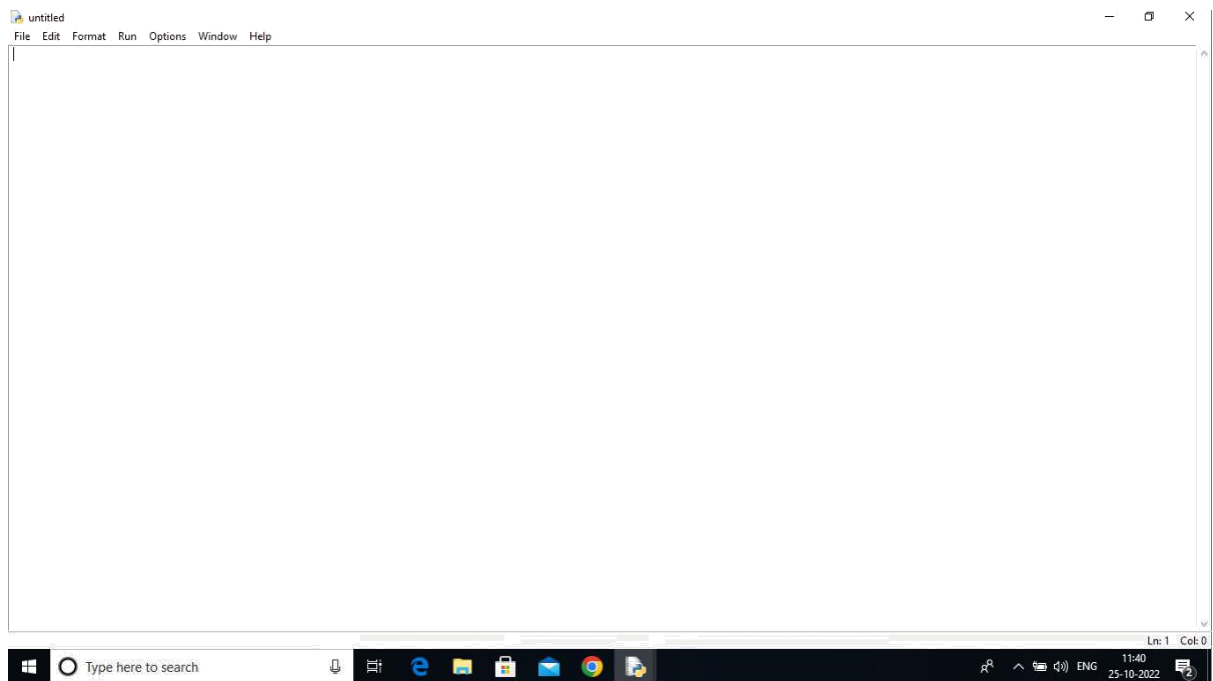 untitled
File Edit Format Run Options Window Help
Ln: 1 Col: 0
Type here to search
ENG
11:40
25-10-2022
2